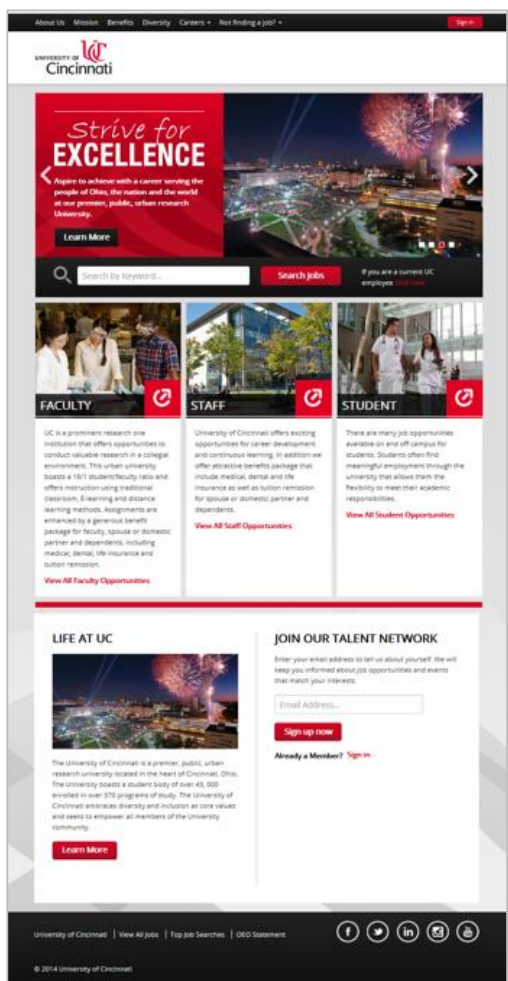 About Us Mission Benefits Diversity Careers Not finding a job? Sign in
UNIVERSITY OF
Cincinnati
Strive for
EXCELLENCE
Aspire to achieve with a career serving the
people of Ohio, the nation and the world
at our premier, public, urban research
University.
Learn More
Search by Keyword...
Search Jobs
If you are a current UC
employee click here
FACULTY
UC is a prominent research one
institution that offers opportunities to
conduct valuable research in a collegial
environment. This urban university
boasts a 16/1 student/faculty ratio and
offers instruction using traditional
classroom, E-learning and distance
learning methods. Assignments are
enhanced by a generous benefit
package for faculty, spouse or domestic
partner and dependents, including
medical, dental, life insurance and
tuition remission.
View All Faculty Opportunities
STAFF
University of Cincinnati offers exciting
opportunities for career development
and continuous learning. In addition we
offer attractive benefits package that
include medical, dental and life
insurance as well as tuition remission
for spouse or domestic partner and
dependents.
View All Staff Opportunities
STUDENT
There are many job opportunities
available on and off campus for
students. Students often find
meaningful employment through the
university that allows them the
flexibility to meet their academic
responsibilities.
View All Student Opportunities
LIFE AT UC
The University of Cincinnati is a premier, public, urban
research university located in the heart of Cincinnati, Ohio.
The University boasts a student body of over 43, 000
enrolled in over 370 programs of study. The University of
Cincinnati embraces diversity and inclusion as core values
and seeks to empower all members of the University
community.
Learn More
JOIN OUR TALENT NETWORK
Enter your email address to tell us about yourself. We will
keep you informed about job opportunities and events
that match your interests.
Email Address...
Sign up now
Already a Member? Sign in
University of Cincinnati | View All Jobs | Top Job Searches | OEO Statement
© 2014 University of Cincinnati